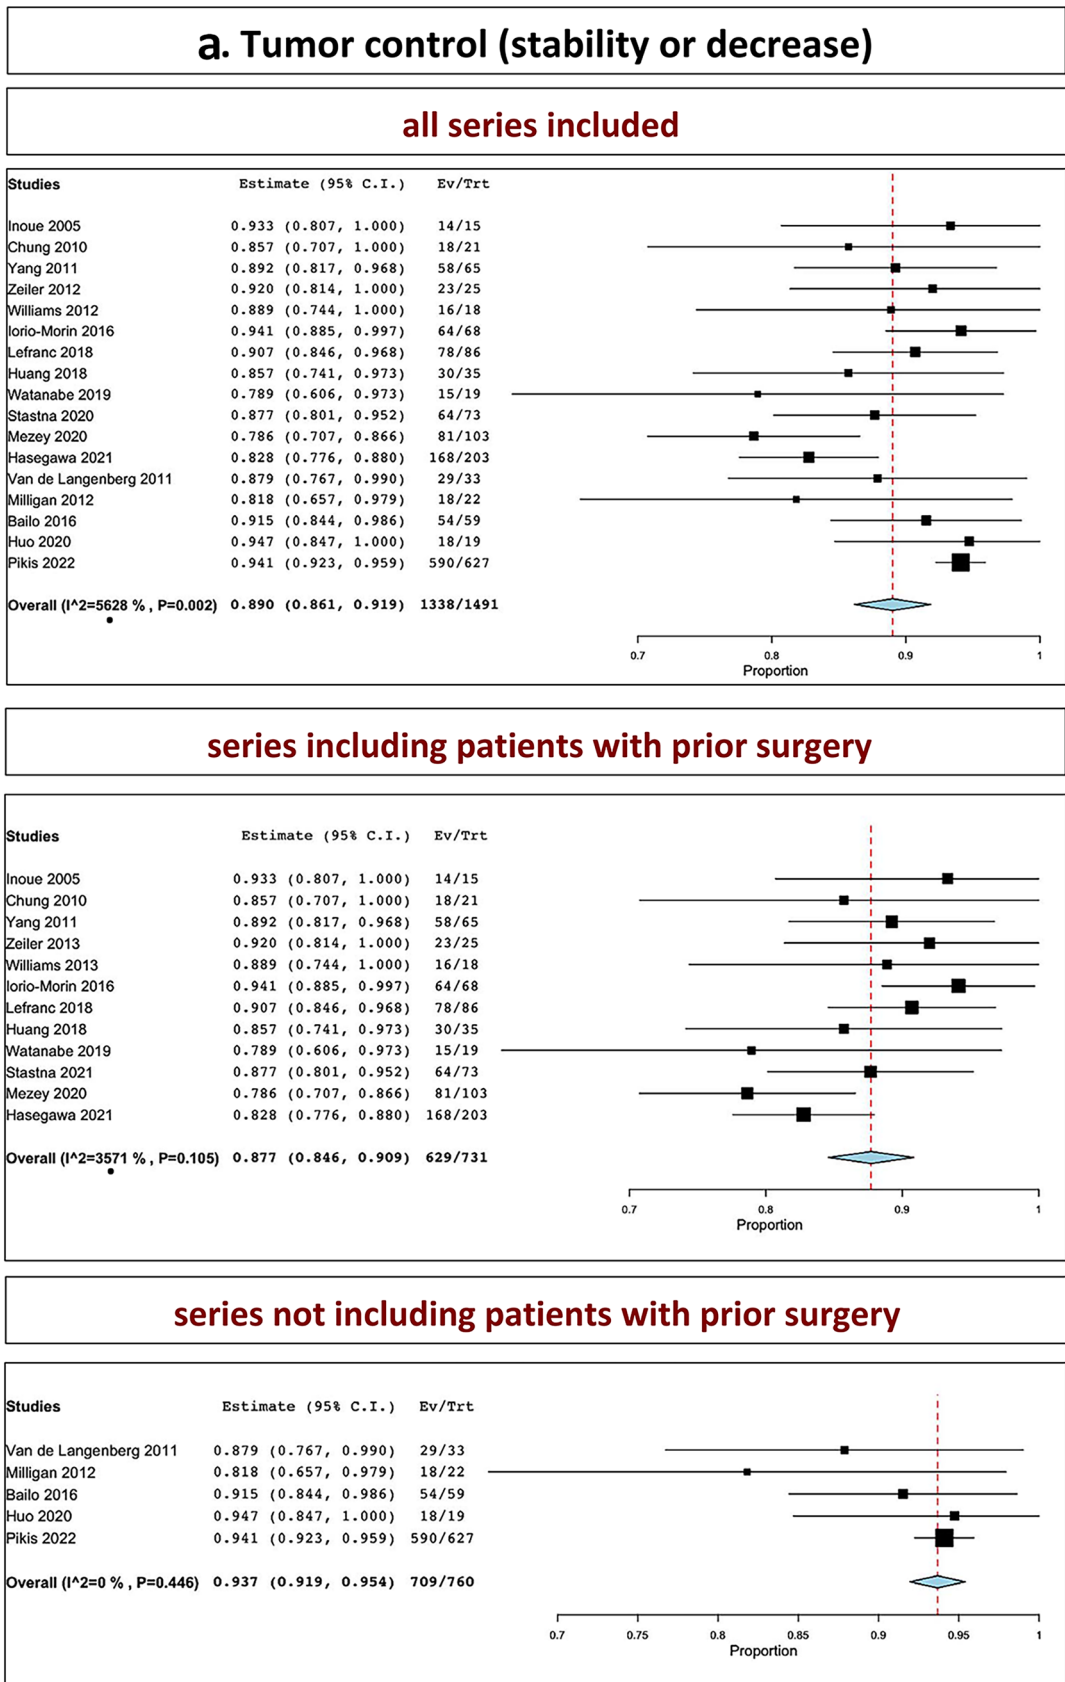 a. Tumor control (stability or decrease)
all series included
Studies Estimate (95% C.I.) Ev/Trt
Inoue 2005 0.933 (0.807, 1.000) 14/15
Chung 2010 0.857 (0.707, 1.000) 18/21
Yang 2011 0.892 (0.817, 0.968) 58/65
Zeiler 2012 0.920 (0.814, 1.000) 23/25
Williams 2012 0.889 (0.744, 1.000) 16/18
Iorio-Morin 2016 0.941 (0.885, 0.997) 64/68
Lefranc 2018 0.907 (0.846, 0.968) 78/86
Huang 2018 0.857 (0.741, 0.973) 30/35
Watanabe 2019 0.789 (0.606, 0.973) 15/19
Stastna 2020 0.877 (0.801, 0.952) 64/73
Mezey 2020 0.786 (0.707, 0.866) 81/103
Hasegawa 2021 0.828 (0.776, 0.880) 168/203
Van de Langenberg 2011 0.879 (0.767, 0.990) 29/33
Milligan 2012 0.818 (0.657, 0.979) 18/22
Bailo 2016 0.915 (0.844, 0.986) 54/59
Huo 2020 0.947 (0.847, 1.000) 18/19
Pikis 2022 0.941 (0.923, 0.959) 590/627
Overall (I^2=5628 % , P=0.002) 0.890 (0.861, 0.919) 1338/1491
0.7 0.8 0.9 1
Proportion
series including patients with prior surgery
Studies Estimate (95% C.I.) Ev/Trt
Inoue 2005 0.933 (0.807, 1.000) 14/15
Chung 2010 0.857 (0.707, 1.000) 18/21
Yang 2011 0.892 (0.817, 0.968) 58/65
Zeiler 2013 0.920 (0.814, 1.000) 23/25
Williams 2013 0.889 (0.744, 1.000) 16/18
Iorio-Morin 2016 0.941 (0.885, 0.997) 64/68
Lefranc 2018 0.907 (0.846, 0.968) 78/86
Huang 2018 0.857 (0.741, 0.973) 30/35
Watanabe 2019 0.789 (0.606, 0.973) 15/19
Stastna 2021 0.877 (0.801, 0.952) 64/73
Mezey 2020 0.786 (0.707, 0.866) 81/103
Hasegawa 2021 0.828 (0.776, 0.880) 168/203
Overall (I^2=3571 % , P=0.105) 0.877 (0.846, 0.909) 629/731
0.7 0.8 0.9 1
Proportion
series not including patients with prior surgery
Studies Estimate (95% C.I.) Ev/Trt
Van de Langenberg 2011 0.879 (0.767, 0.990) 29/33
Milligan 2012 0.818 (0.657, 0.979) 18/22
Bailo 2016 0.915 (0.844, 0.986) 54/59
Huo 2020 0.947 (0.847, 1.000) 18/19
Pikis 2022 0.941 (0.923, 0.959) 590/627
Overall (I^2=0 % , P=0.446) 0.937 (0.919, 0.954) 709/760
0.7 0.75 0.8 0.85 0.9 0.95 1
Proportion